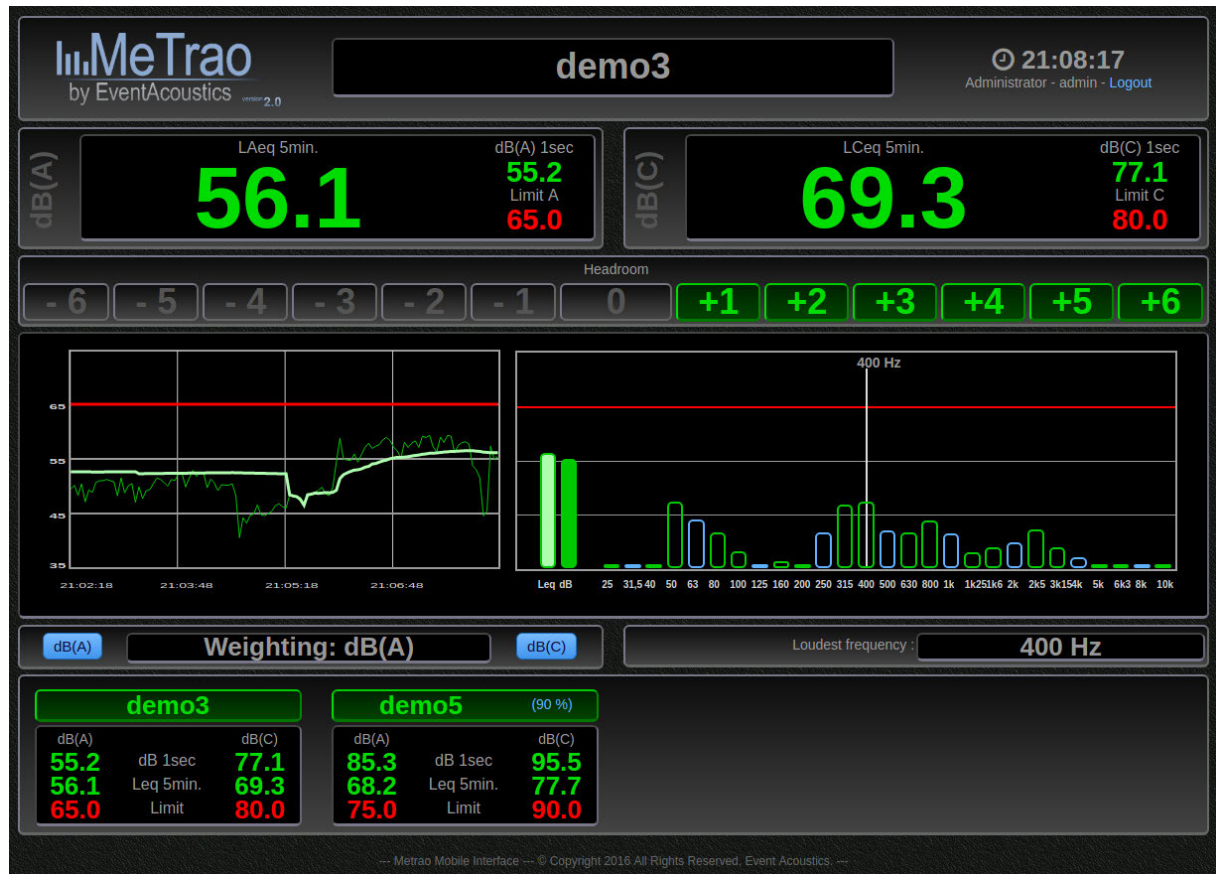 MeTrao
by EventAcoustics version 2.0
demo3
21:08:17
Administrator - admin - Logout
dB(A)
LAeq 5min.
56.1
dB(A) 1sec
55.2
Limit A
65.0
dB(C)
LCeq 5min.
69.3
dB(C) 1sec
77.1
Limit C
80.0
Headroom
- 6 - 5 - 4 - 3 - 2 - 1 0 +1 +2 +3 +4 +5 +6
65
55
45
35
21:02:18 21:03:48 21:05:18 21:06:48
400 Hz
Leq dB 25 31,5 40 50 63 80 100 125 160 200 250 315 400 500 630 800 1k 1k25 1k6 2k 2k5 3k15 4k 5k 6k3 8k 10k
dB(A) Weighting: dB(A) dB(C)
Loudest frequency : 400 Hz
demo3
dB(A) dB(C)
55.2 dB 1sec 77.1
56.1 Leq 5min. 69.3
65.0 Limit 80.0
demo5 (90 %)
dB(A) dB(C)
85.3 dB 1sec 95.5
68.2 Leq 5min. 77.7
75.0 Limit 90.0
--- Metrao Mobile Interface --- © Copyright 2016 All Rights Reserved. Event Acoustics. ---